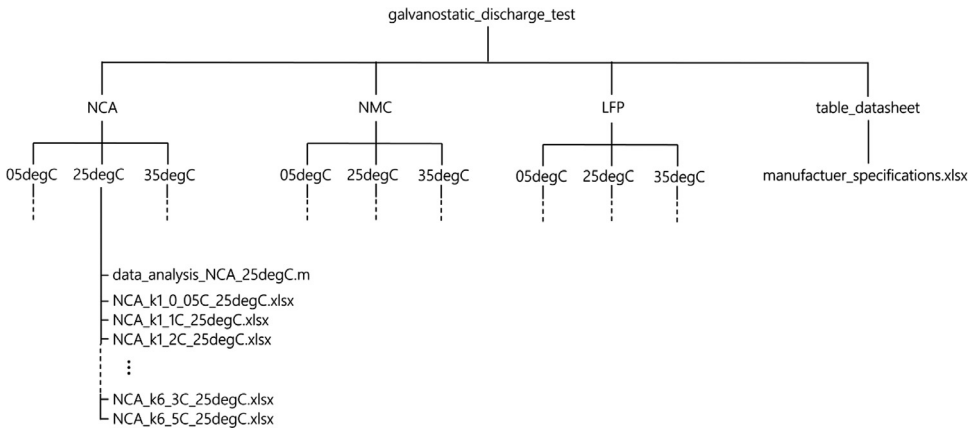 galvanostatic_discharge_test
NCA NMC LFP table_datasheet
05degC 25degC 35degC 05degC 25degC 35degC 05degC 25degC 35degC manufactuer_specifications.xlsx
data_analysis_NCA_25degC.m
NCA_k1_0_05C_25degC.xlsx
NCA_k1_1C_25degC.xlsx
NCA_k1_2C_25degC.xlsx
⋮
NCA_k6_3C_25degC.xlsx
NCA_k6_5C_25degC.xlsx